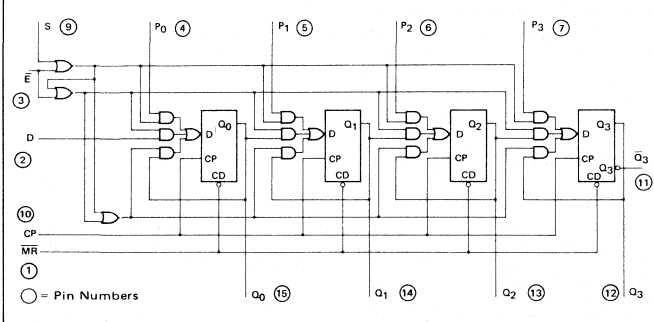 S ⑨ P0 ④ P1 ⑤ P2 ⑥ P3 ⑦
E̅
③
D Q0 D Q1 D Q2 D Q3
D
CP CP CP CP Q3 Q̅3
② ⑪
CD CD CD CD
⑩
CP
M̅R̅
①
◯ = Pin Numbers Q0 ⑮ Q1 ⑭ Q2 ⑬ ⑫ Q3